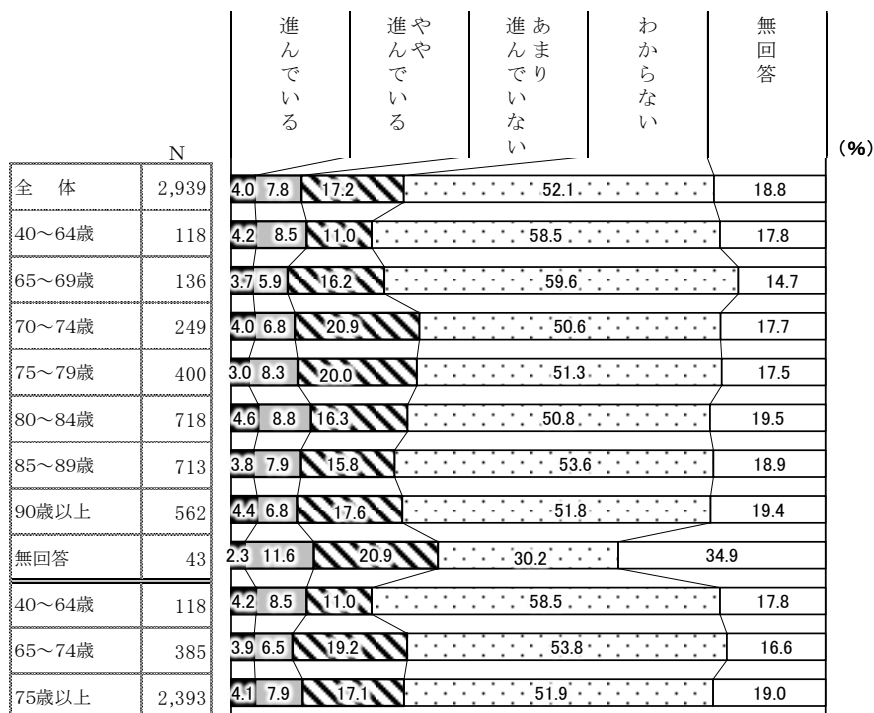 進んでいる
やや
進んでいる
あまり
進んでいない
わからない
無回答
N
(%)
全 体 2,939 4.0 7.8 17.2 52.1 18.8
40～64歳 118 4.2 8.5 11.0 58.5 17.8
65～69歳 136 3.7 5.9 16.2 59.6 14.7
70～74歳 249 4.0 6.8 20.9 50.6 17.7
75～79歳 400 3.0 8.3 20.0 51.3 17.5
80～84歳 718 4.6 8.8 16.3 50.8 19.5
85～89歳 713 3.8 7.9 15.8 53.6 18.9
90歳以上 562 4.4 6.8 17.6 51.8 19.4
無回答 43 2.3 11.6 20.9 30.2 34.9
40～64歳 118 4.2 8.5 11.0 58.5 17.8
65～74歳 385 3.9 6.5 19.2 53.8 16.6
75歳以上 2,393 4.1 7.9 17.1 51.9 19.0